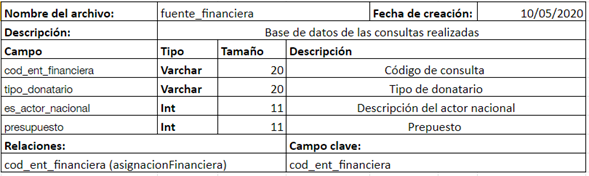 Nombre del archivo: fuente_financiera Fecha de creación: 10/05/2020
Descripción: Base de datos de las consultas realizadas
Campo Tipo Tamaño Descripción
cod_ent_financiera Varchar 20 Código de consulta
tipo_donatario Varchar 20 Tipo de donatario
es_actor_nacional Int 11 Descripción del actor nacional
presupuesto Int 11 Prepuesto
Relaciones: Campo clave:
cod_ent_financiera (asignacionFinanciera) cod_ent_financiera